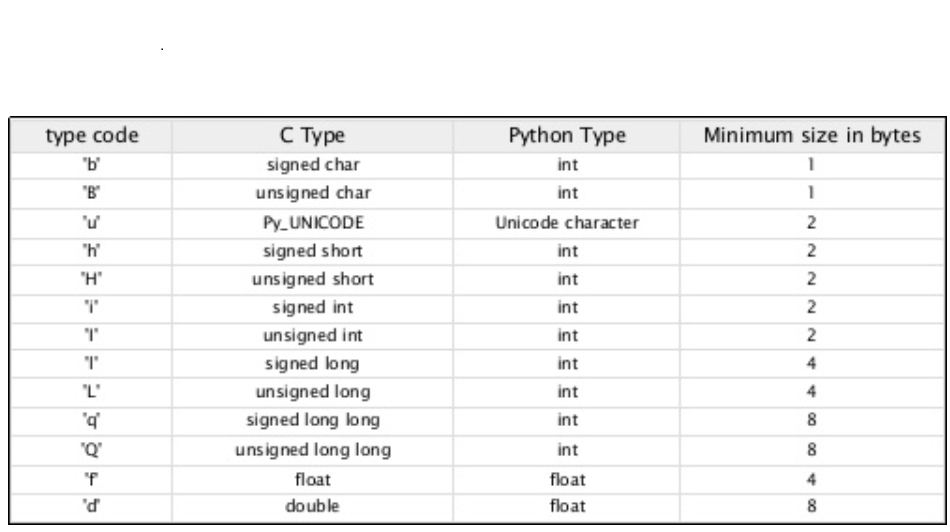 type code C Type Python Type Minimum size in bytes
'b' signed char int 1
'B' unsigned char int 1
'u' Py_UNICODE Unicode character 2
'h' signed short int 2
'H' unsigned short int 2
'i' signed int int 2
'I' unsigned int int 2
'l' signed long int 4
'L' unsigned long int 4
'q' signed long long int 8
'Q' unsigned long long int 8
'f' float float 4
'd' double float 8